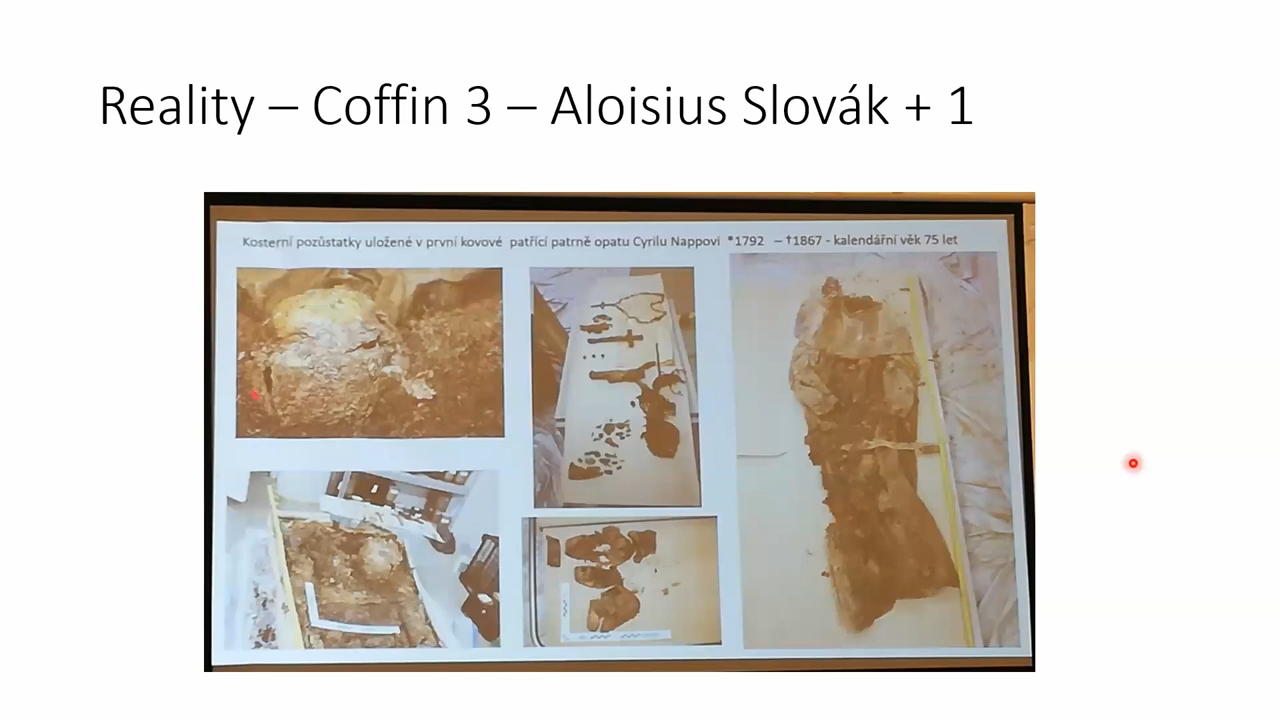 Reality – Coffin 3 – Aloisius Slovák + 1
Kosterní pozůstatky uložené v první kovové patřící patrně opatu Cyrilu Nappovi *1792 – †1867 - kalendářní věk 75 let